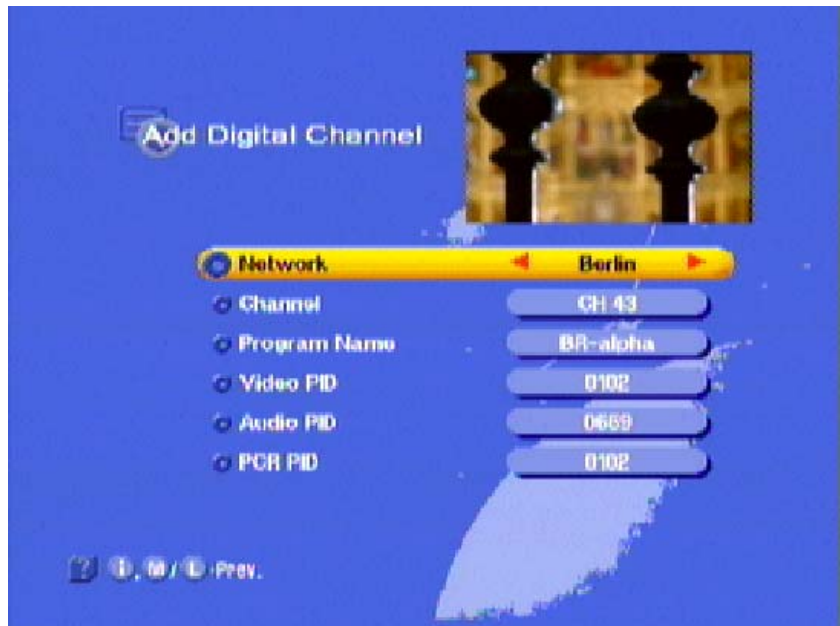 Add Digital Channel
Network Berlin
Channel CH 43
Program Name BR-alpha
Video PID 0102
Audio PID 0659
PCR PID 0102
? i, M / L -Prev.